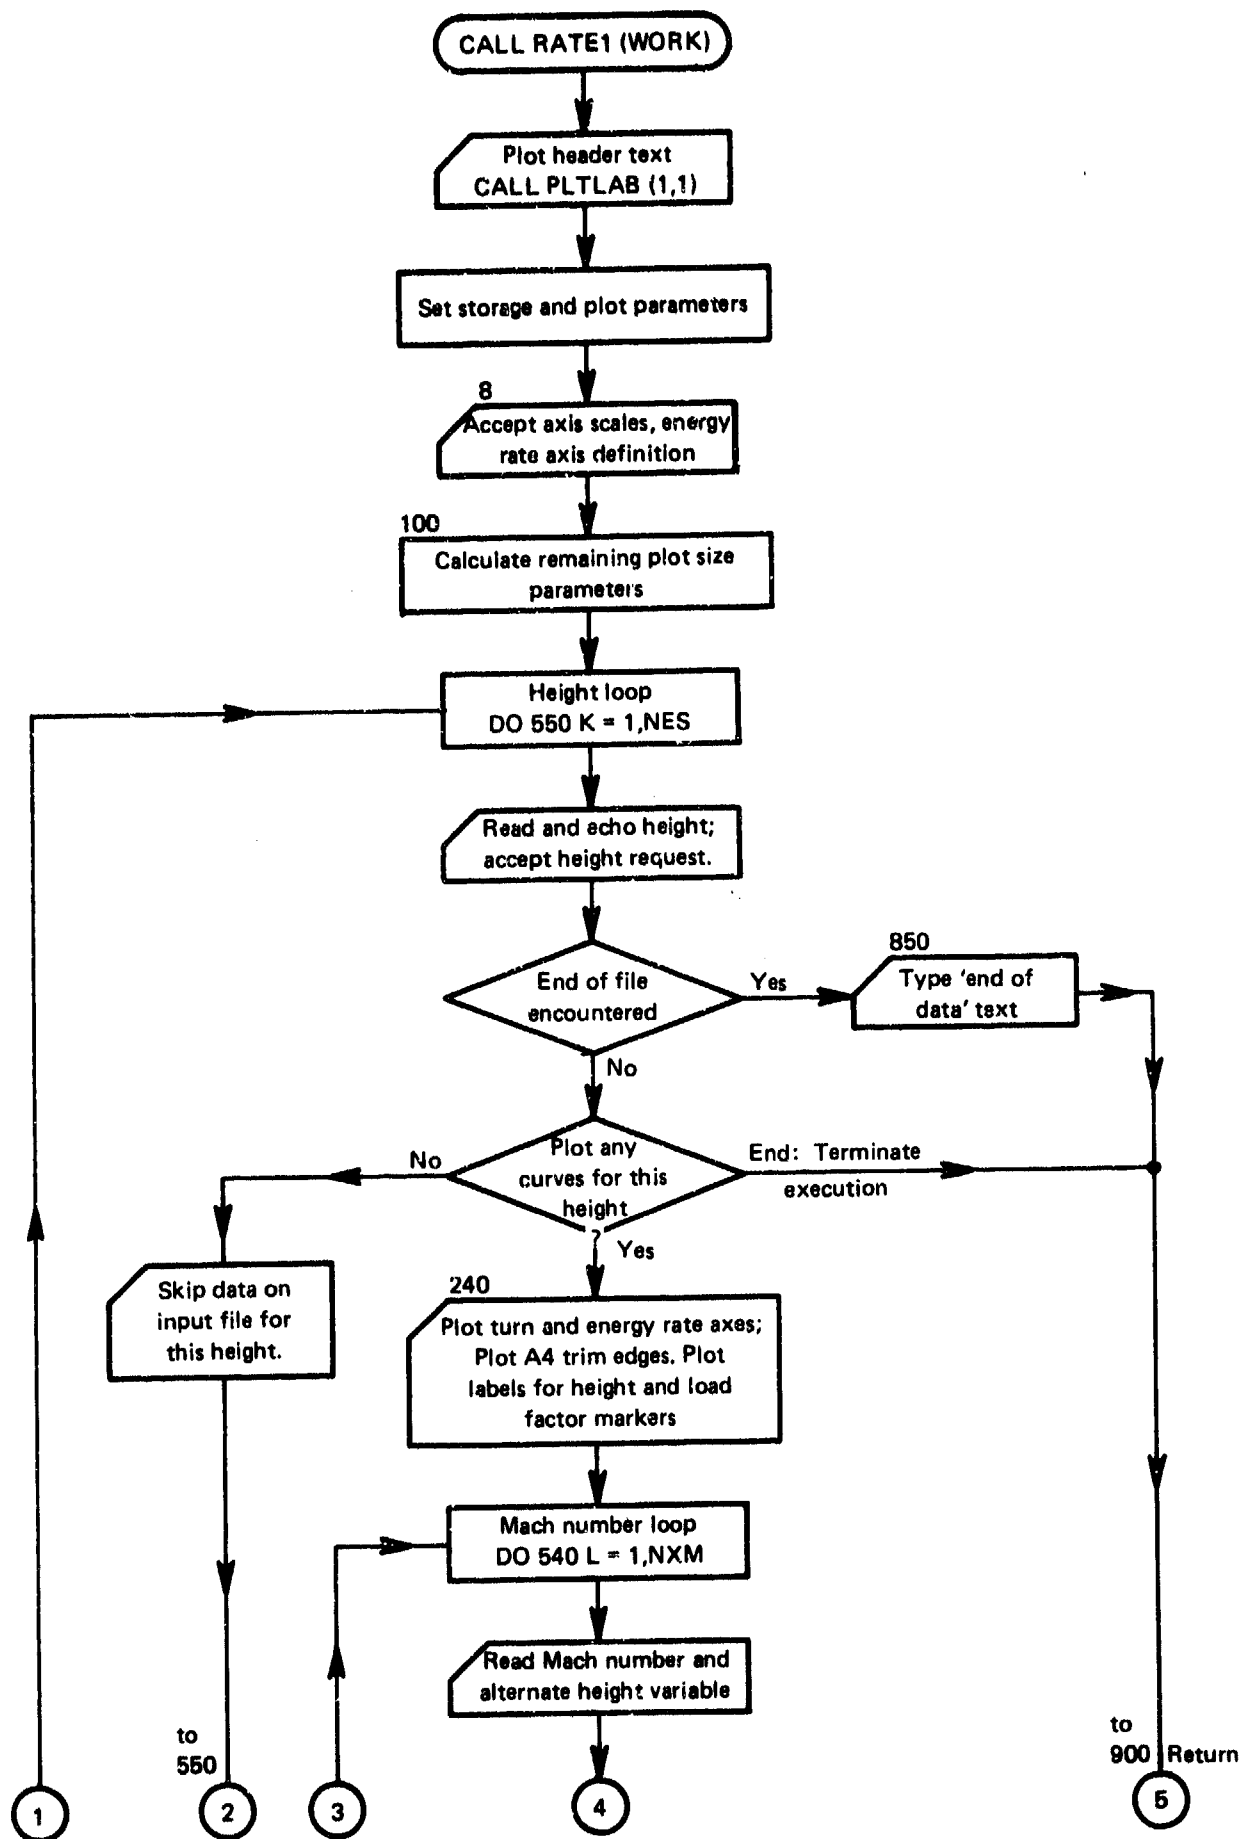 CALL RATE1 (WORK)
Plot header text
CALL PLTLAB (1,1)
Set storage and plot parameters
8
Accept axis scales, energy
rate axis definition
100
Calculate remaining plot size
parameters
Height loop
DO 550 K = 1,NES
Read and echo height;
accept height request.
End of file
encountered
Yes
850
Type 'end of
data' text
No
Plot any
curves for this
height
?
No
End: Terminate
execution
Yes
Skip data on
input file for
this height.
240
Plot turn and energy rate axes;
Plot A4 trim edges. Plot
labels for height and load
factor markers
Mach number loop
DO 540 L = 1,NXM
Read Mach number and
alternate height variable
to
550
to
900 Return
1
2
3
4
5